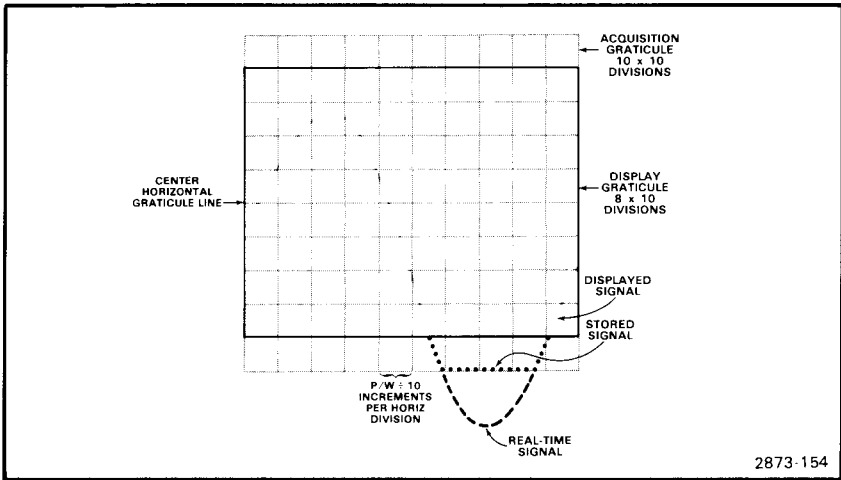 ACQUISITION
GRATICULE
10 x 10
DIVISIONS
CENTER
HORIZONTAL
GRATICULE LINE
DISPLAY
GRATICULE
8 x 10
DIVISIONS
DISPLAYED
SIGNAL
STORED
SIGNAL
P/W ÷ 10
INCREMENTS
PER HORIZ
DIVISION
REAL-TIME
SIGNAL
2873-154